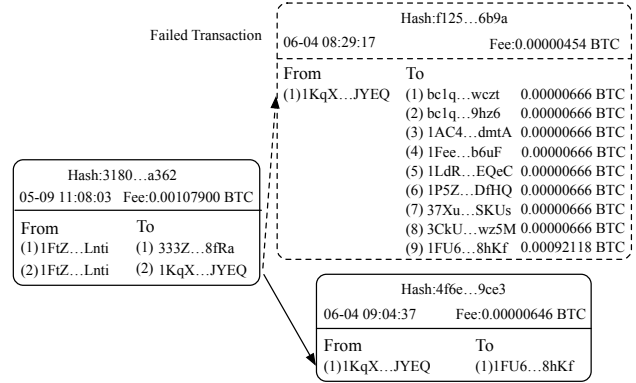 Failed Transaction
Hash:f125…6b9a
06-04 08:29:17 Fee:0.00000454 BTC
From To
(1)1KqX…JYEQ (1) bc1q…wczt 0.00000666 BTC
(2) bc1q…9hz6 0.00000666 BTC
(3) 1AC4…dmtA 0.00000666 BTC
(4) 1Fee…b6uF 0.00000666 BTC
(5) 1LdR…EQeC 0.00000666 BTC
(6) 1P5Z…DfHQ 0.00000666 BTC
(7) 37Xu…SKUs 0.00000666 BTC
(8) 3CkU…wz5M 0.00000666 BTC
(9) 1FU6…8hKf 0.00092118 BTC
Hash:3180…a362
05-09 11:08:03 Fee:0.00107900 BTC
From To
(1)1FtZ…Lnti (1) 333Z…8fRa
(2)1FtZ…Lnti (2) 1KqX…JYEQ
Hash:4f6e…9ce3
06-04 09:04:37 Fee:0.00000646 BTC
From To
(1)1KqX…JYEQ (1)1FU6…8hKf